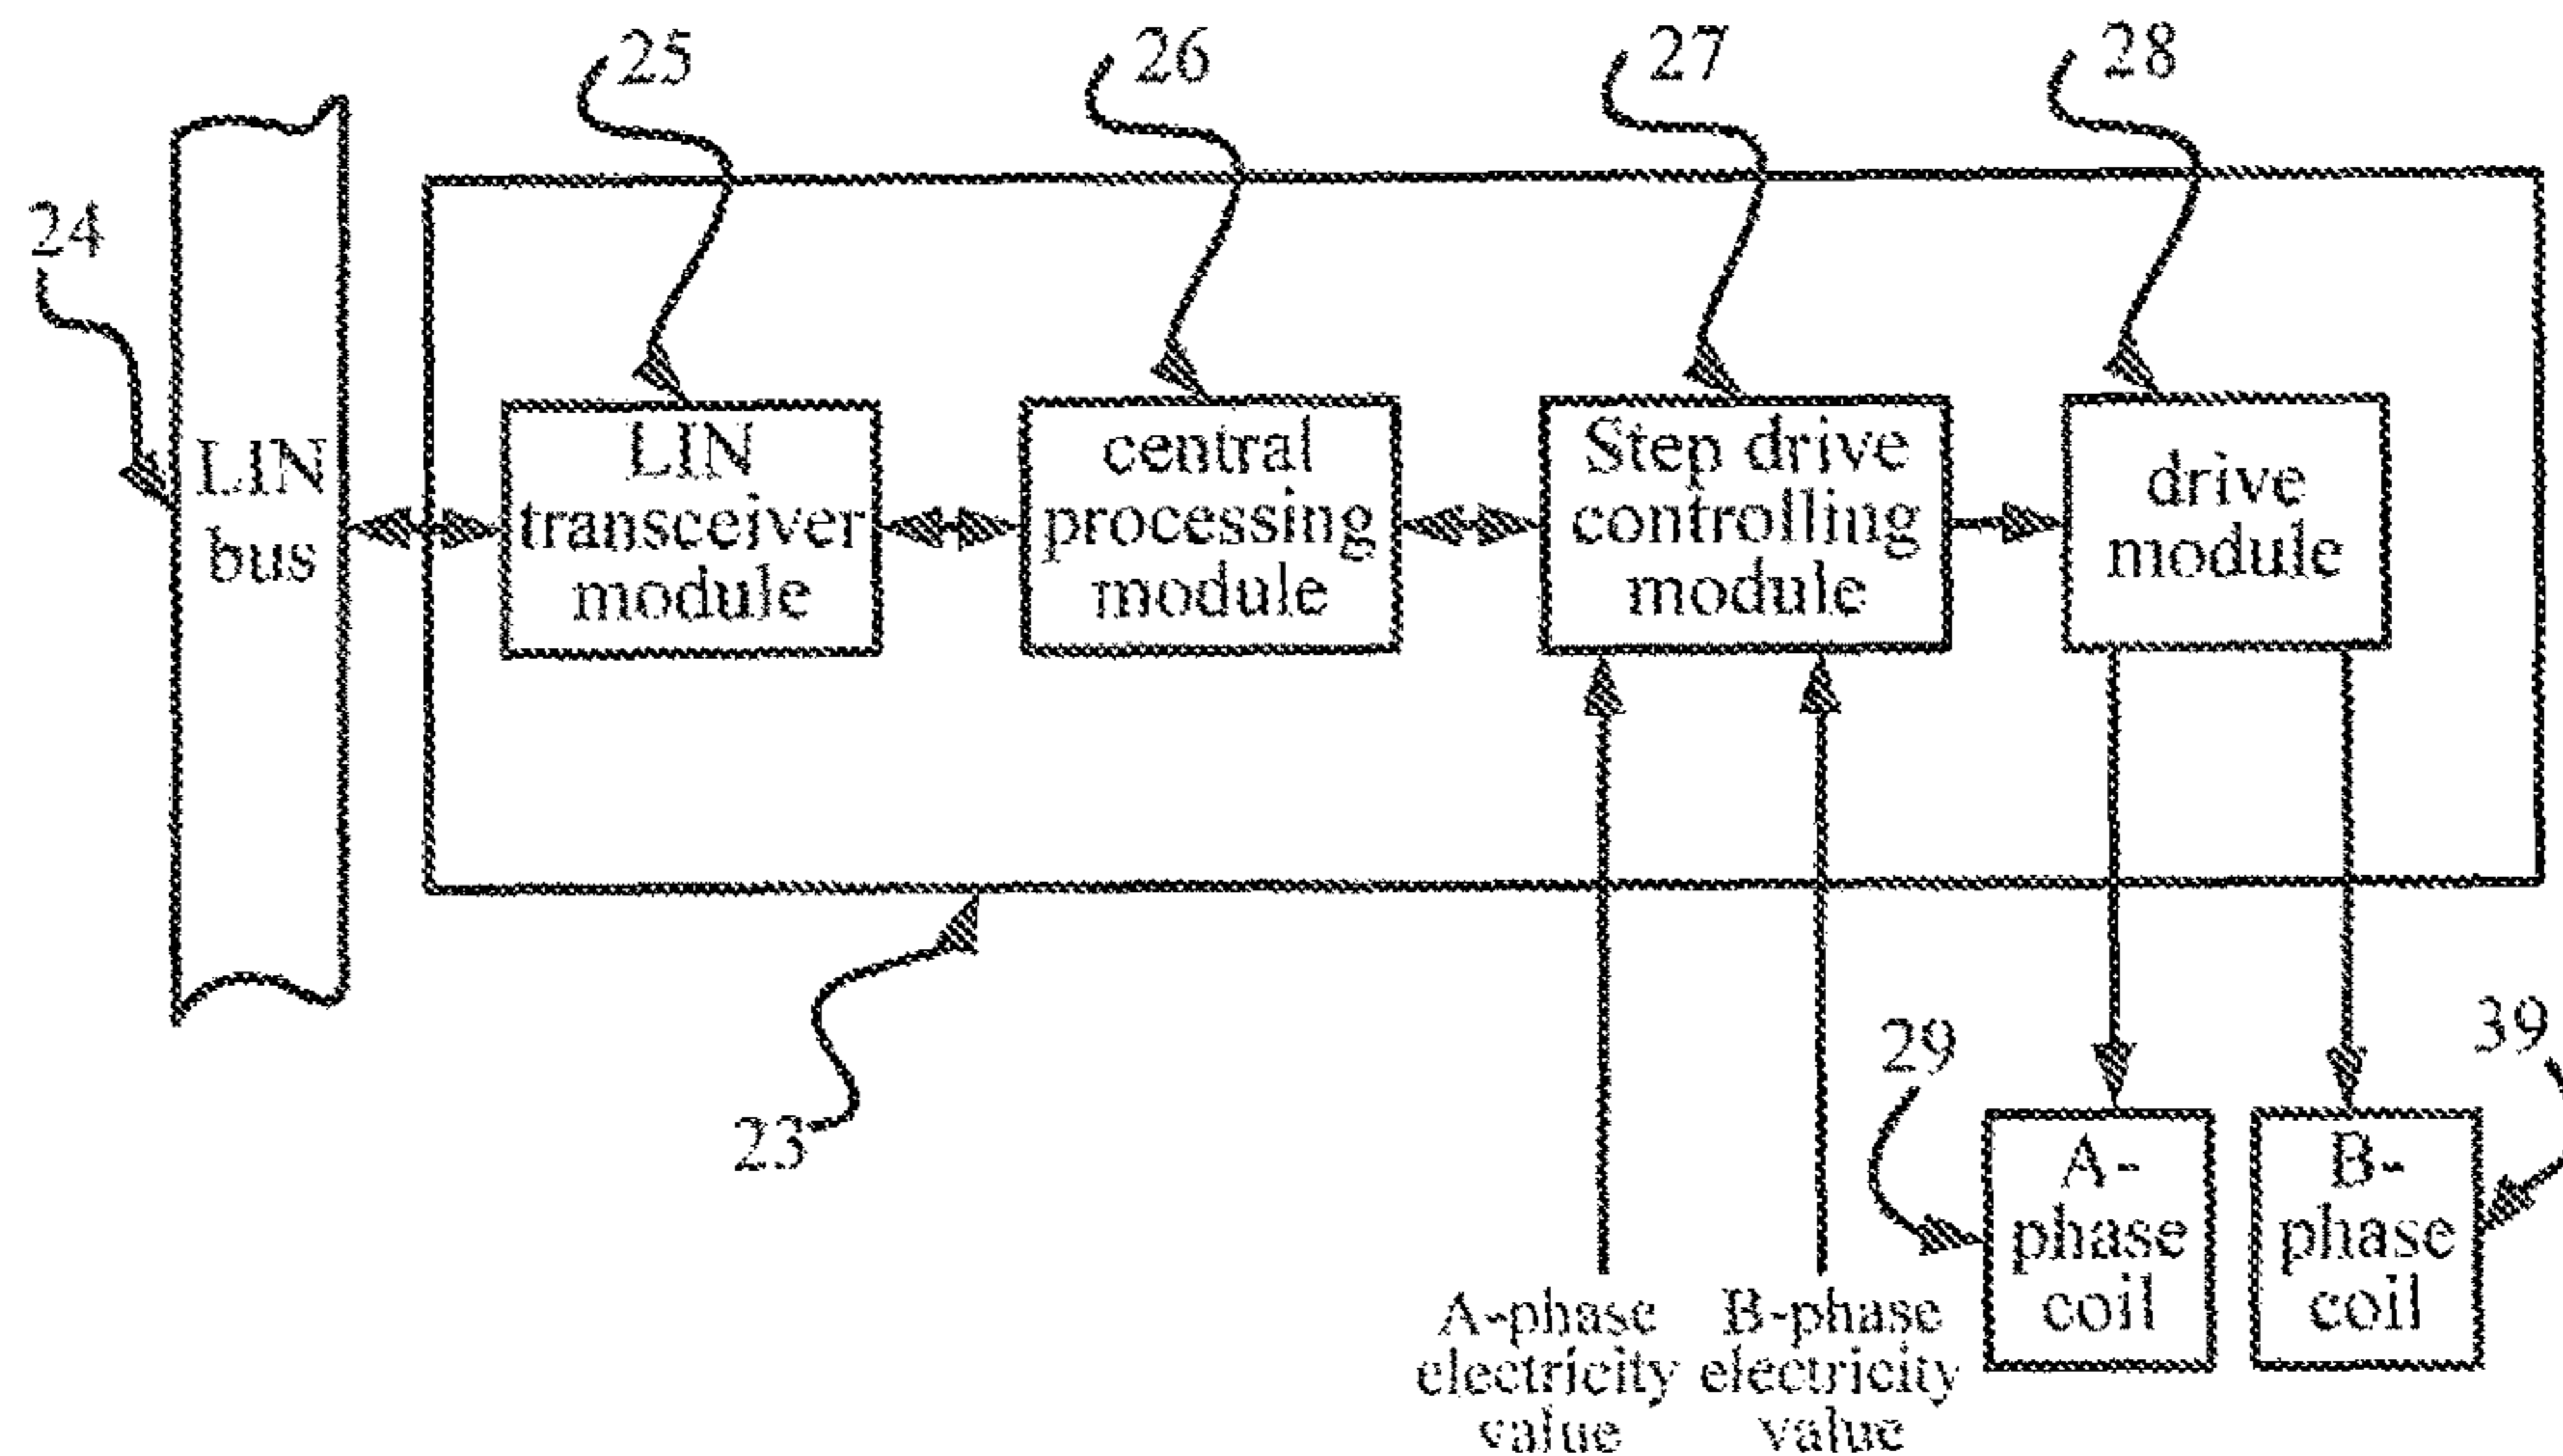 25
26
27
28
24
LIN
bus
LIN
transceiver
module
central
processing
module
Step drive
controlling
module
drive
module
23
29
39
A-
phase
coil
B-
phase
coil
A-phase
electricity
value
B-phase
electricity
value